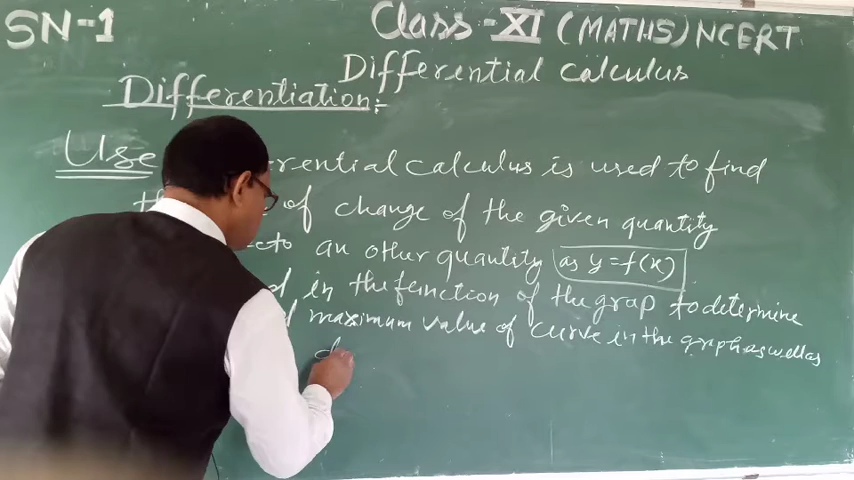 SN-1
Class-XI (MATHS) NCERT
Differential calculus
Differentiation:-
Use rential calculus is used to find
of change of the given quantity
ecto an other quantity as y=f(x)
d in the function of the grap to determine
d maximum value of curve in the graph as well as
d